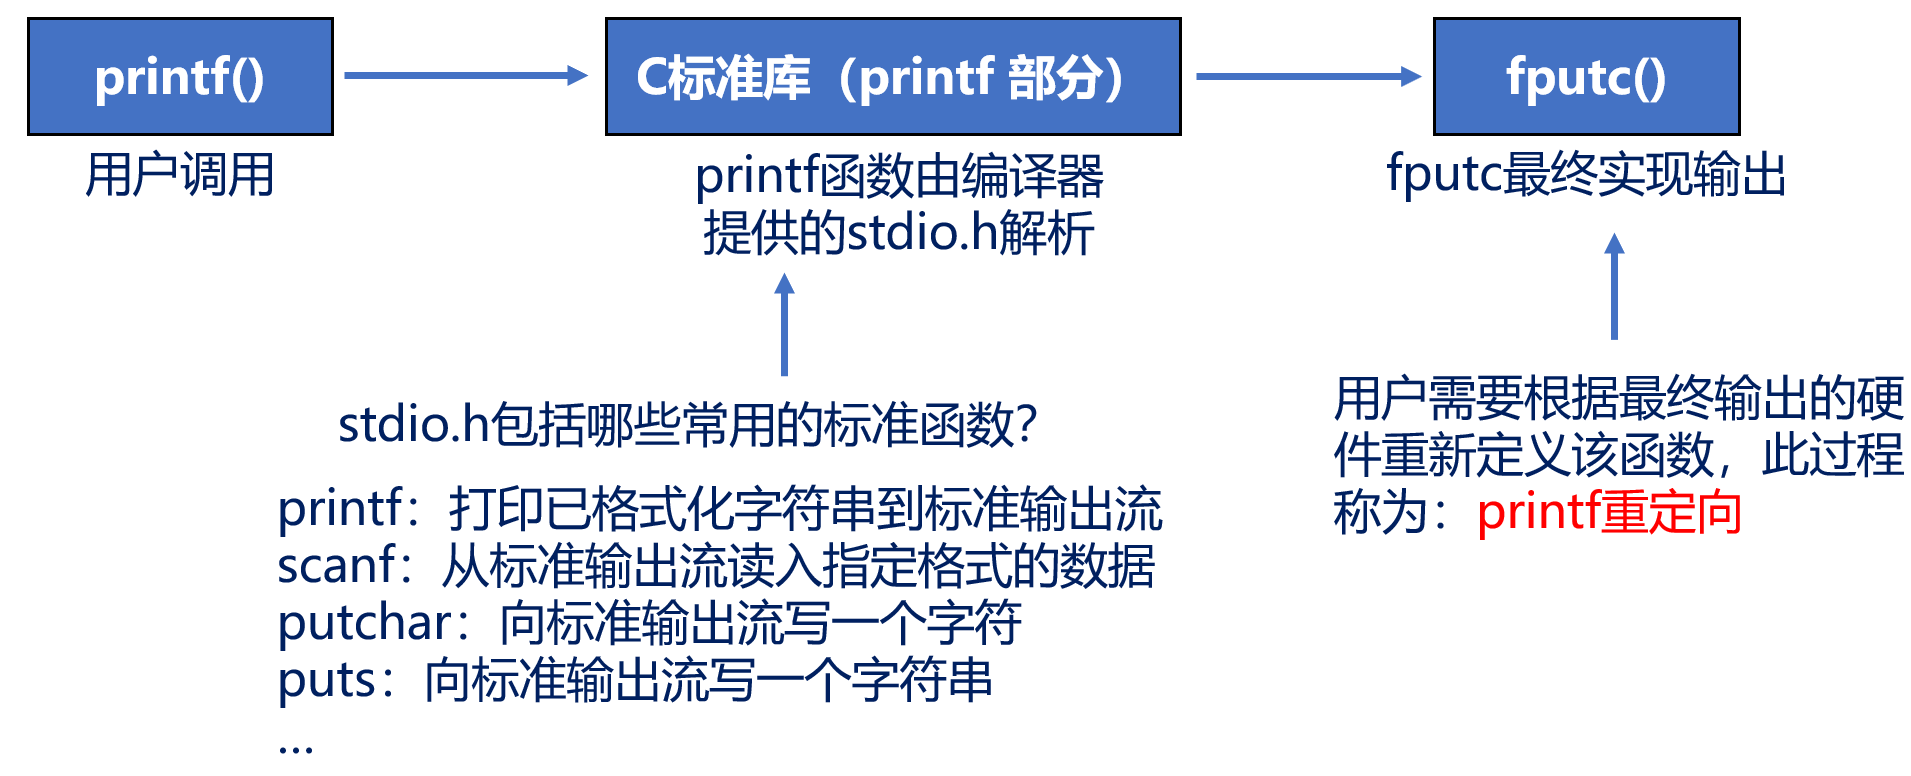 printf()
C标准库（printf 部分）
fputc()
用户调用
printf函数由编译器
提供的stdio.h解析
fputc最终实现输出
stdio.h包括哪些常用的标准函数？
printf：打印已格式化字符串到标准输出流
scanf：从标准输出流读入指定格式的数据
putchar：向标准输出流写一个字符
puts：向标准输出流写一个字符串
…
用户需要根据最终输出的硬
件重新定义该函数，此过程
称为：printf重定向